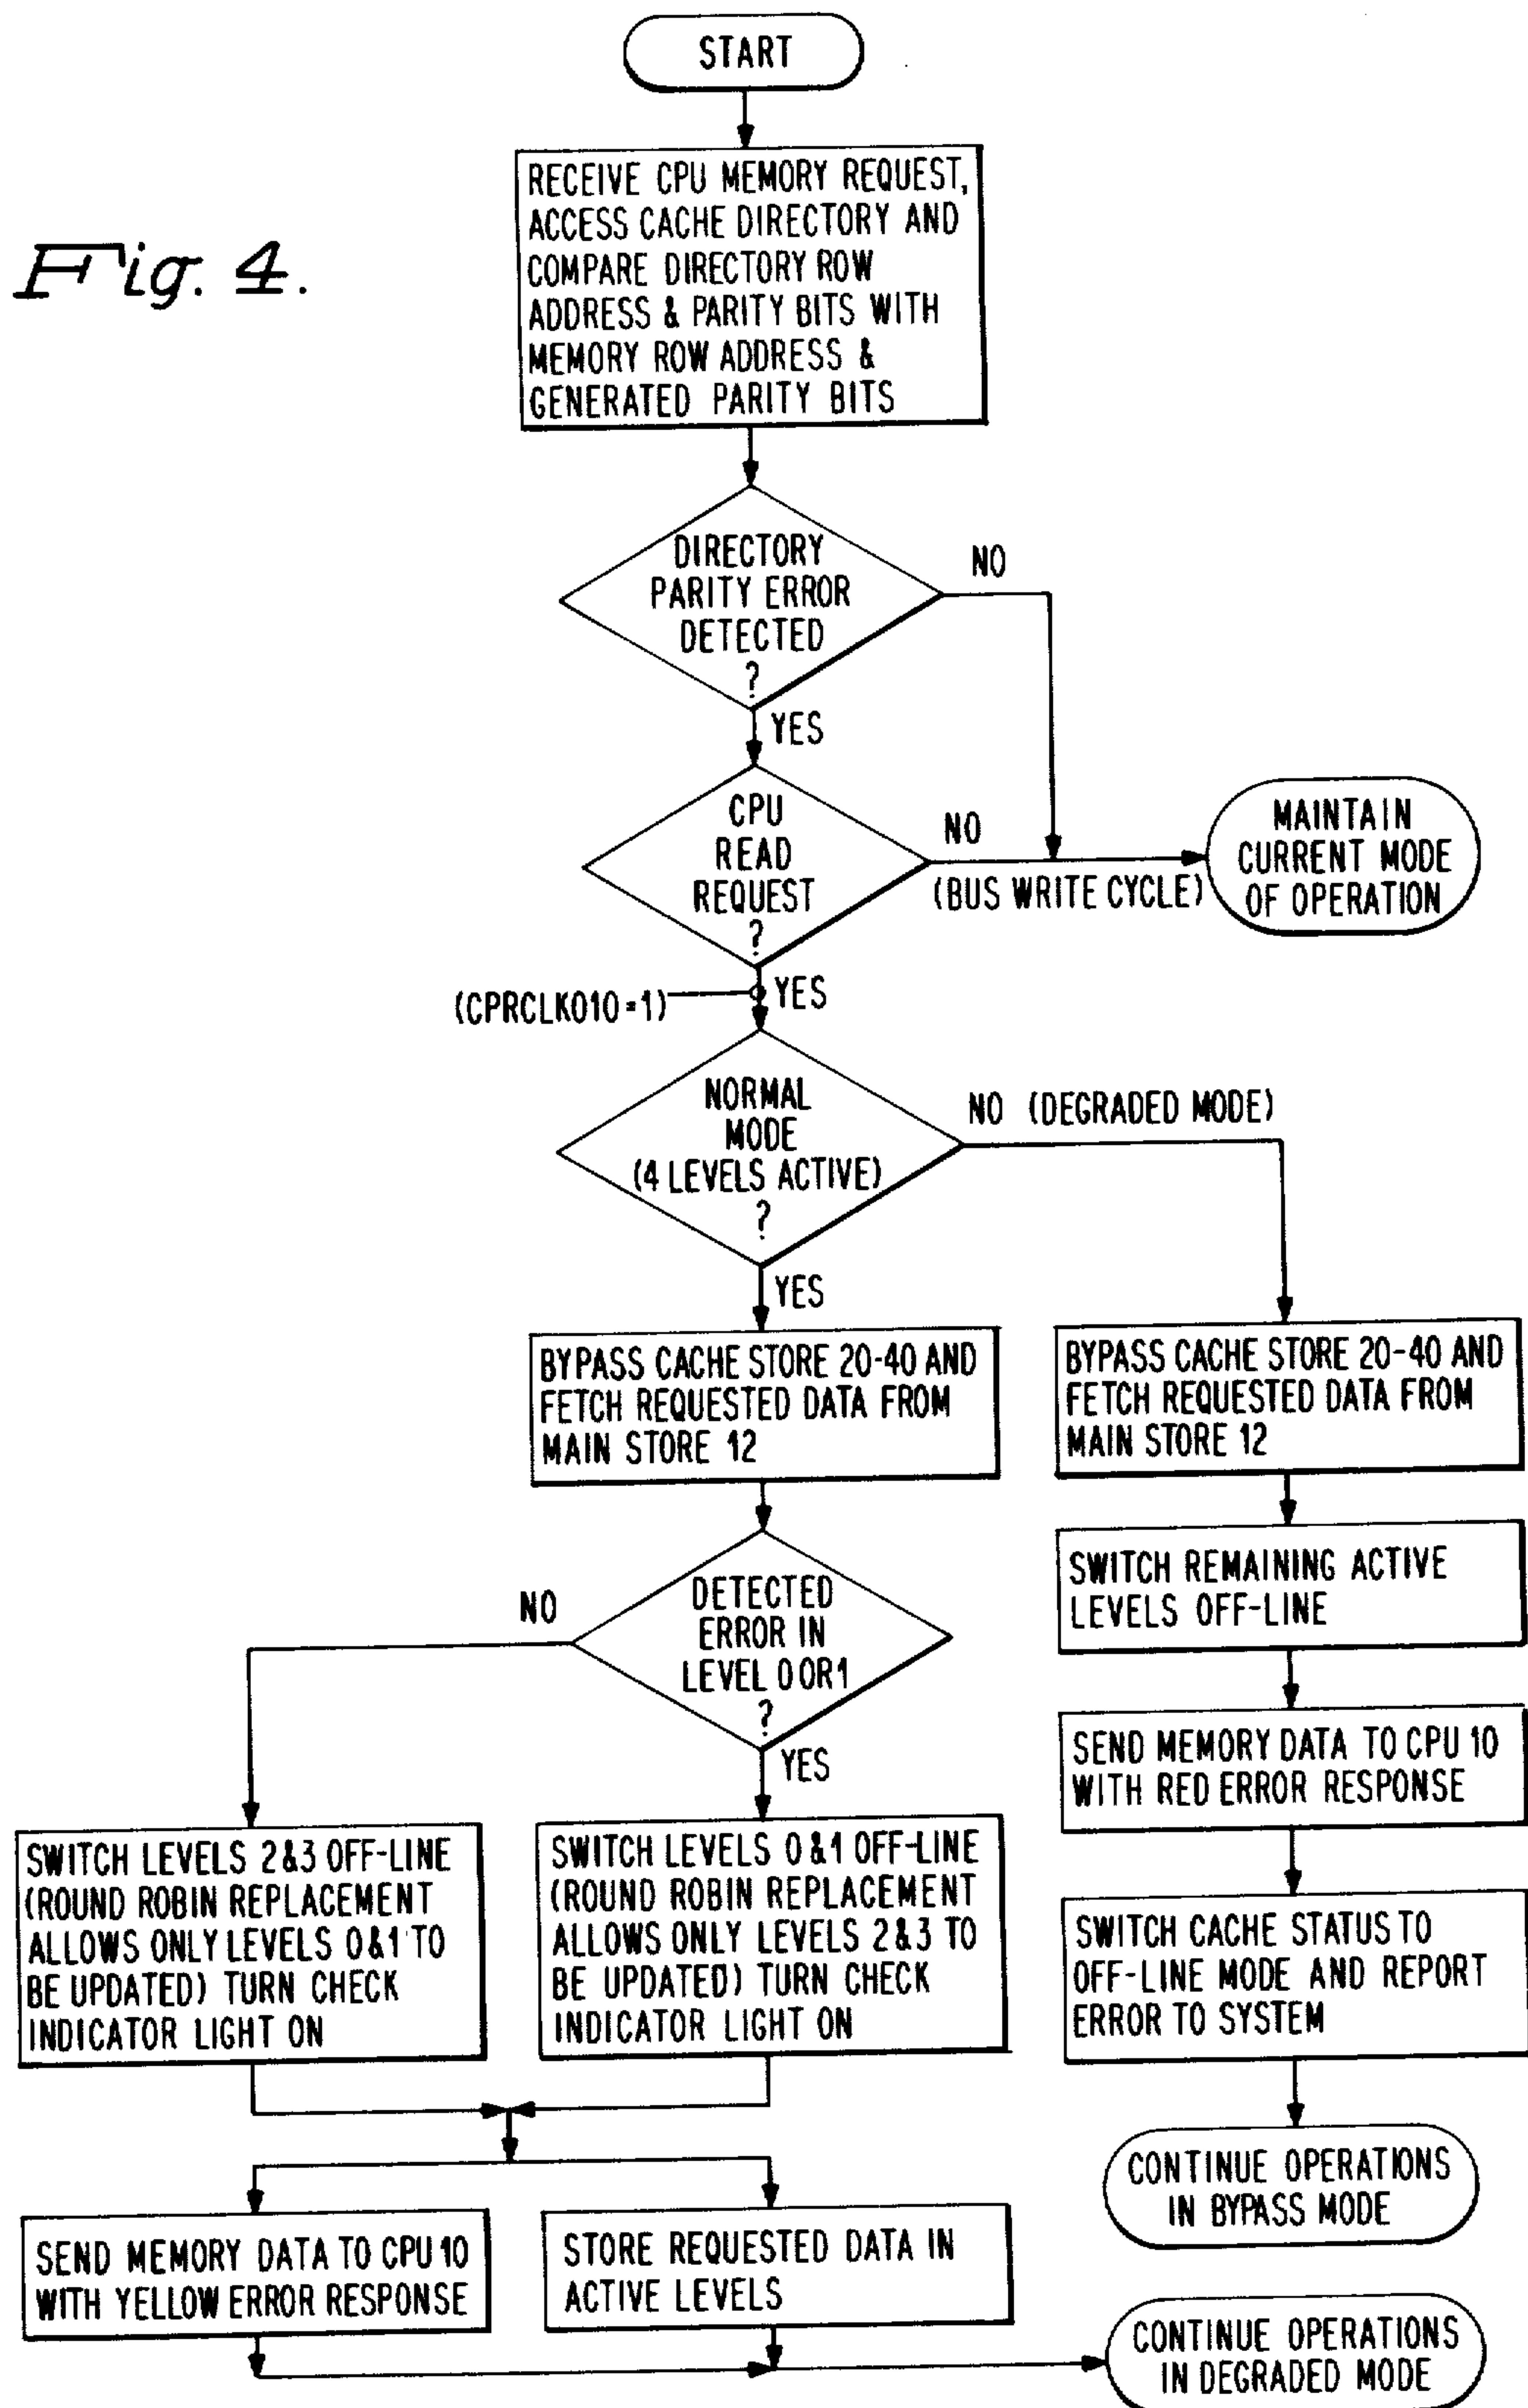 START
Fig. 4.
RECEIVE CPU MEMORY REQUEST,
ACCESS CACHE DIRECTORY AND
COMPARE DIRECTORY ROW
ADDRESS & PARITY BITS WITH
MEMORY ROW ADDRESS &
GENERATED PARITY BITS
DIRECTORY
PARITY ERROR
DETECTED
?
NO
YES
CPU
READ
REQUEST
?
NO
(BUS WRITE CYCLE)
MAINTAIN
CURRENT MODE
OF OPERATION
(CPRCLK010=1)
YES
NORMAL
MODE
(4 LEVELS ACTIVE)
?
NO (DEGRADED MODE)
YES
BYPASS CACHE STORE 20-40 AND
FETCH REQUESTED DATA FROM
MAIN STORE 12
BYPASS CACHE STORE 20-40 AND
FETCH REQUESTED DATA FROM
MAIN STORE 12
DETECTED
ERROR IN
LEVEL 0 OR 1
?
NO
YES
SWITCH REMAINING ACTIVE
LEVELS OFF-LINE
SEND MEMORY DATA TO CPU 10
WITH RED ERROR RESPONSE
SWITCH LEVELS 2&3 OFF-LINE
(ROUND ROBIN REPLACEMENT
ALLOWS ONLY LEVELS 0&1 TO
BE UPDATED) TURN CHECK
INDICATOR LIGHT ON
SWITCH LEVELS 0&1 OFF-LINE
(ROUND ROBIN REPLACEMENT
ALLOWS ONLY LEVELS 2&3 TO
BE UPDATED) TURN CHECK
INDICATOR LIGHT ON
SWITCH CACHE STATUS TO
OFF-LINE MODE AND REPORT
ERROR TO SYSTEM
CONTINUE OPERATIONS
IN BYPASS MODE
SEND MEMORY DATA TO CPU 10
WITH YELLOW ERROR RESPONSE
STORE REQUESTED DATA IN
ACTIVE LEVELS
CONTINUE OPERATIONS
IN DEGRADED MODE